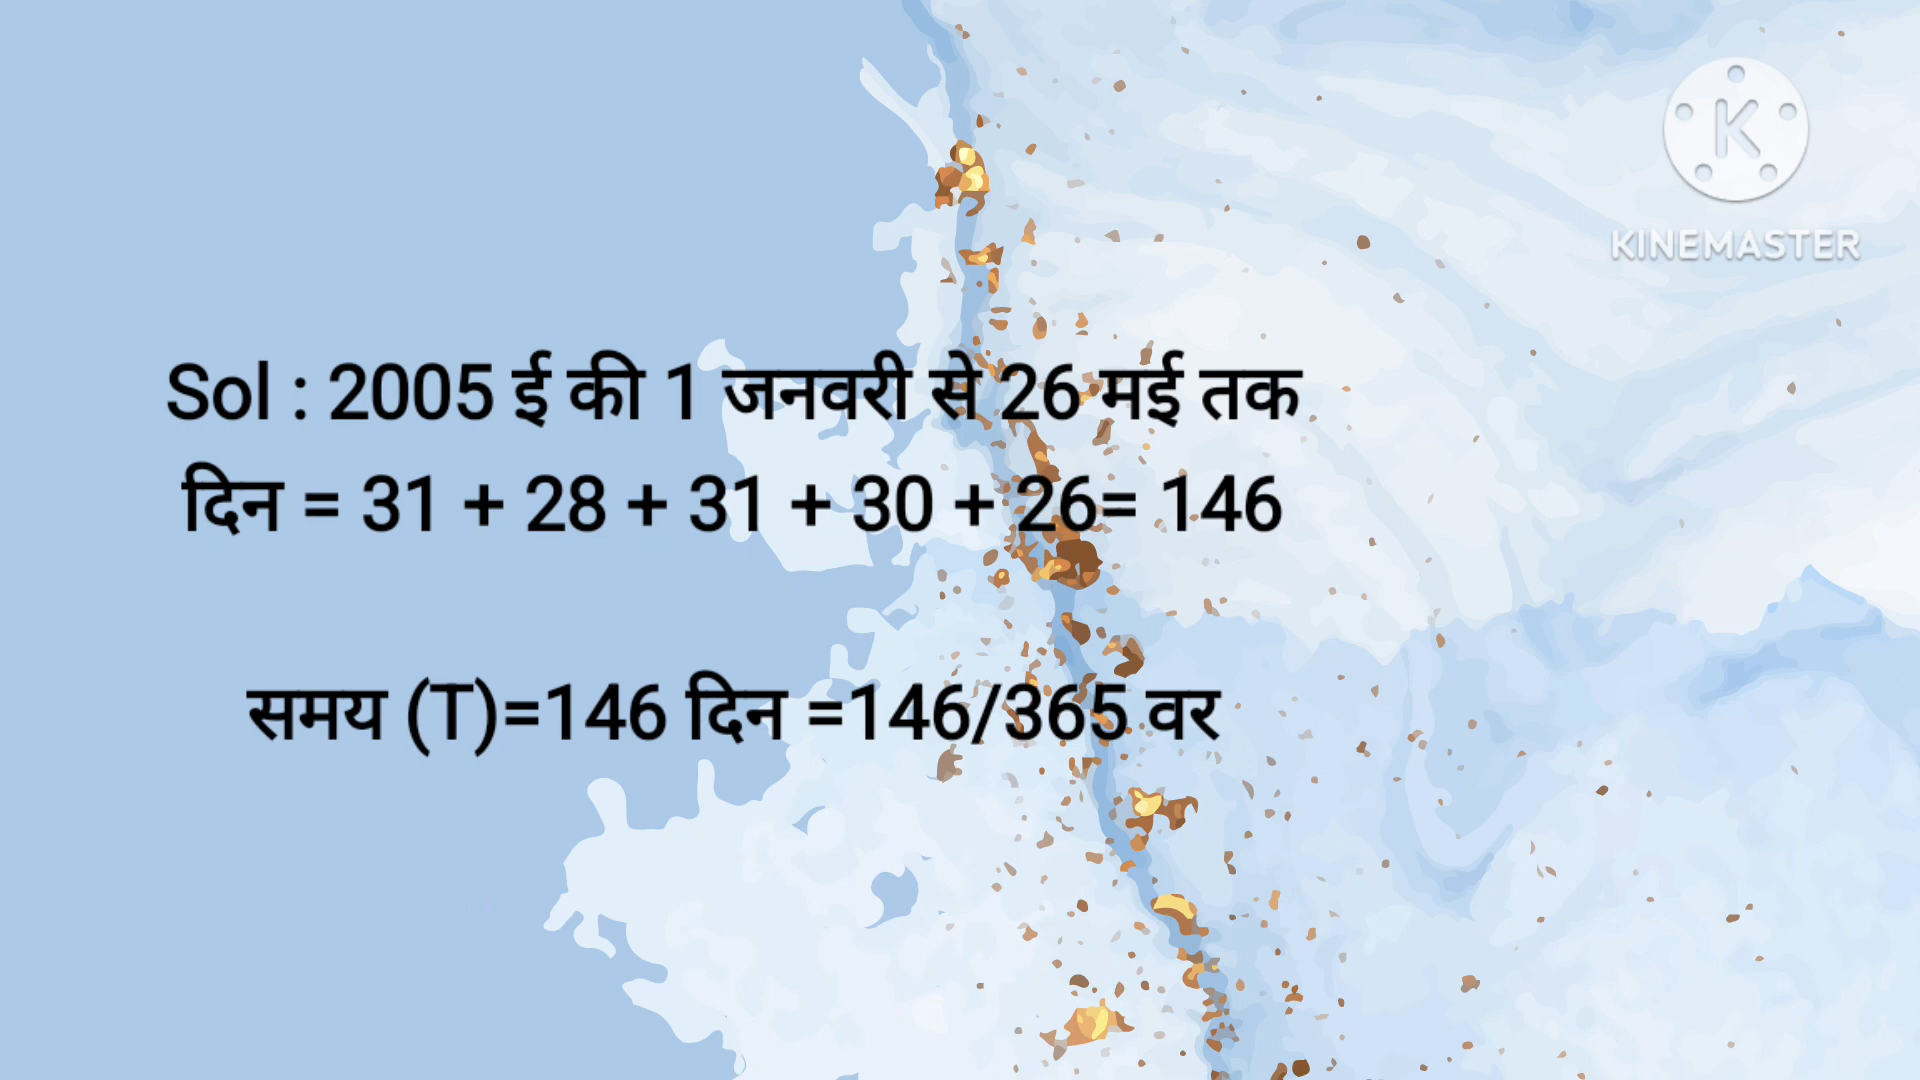 K
KINEMASTER
Sol : 2005 ई की 1 जनवरी से 26 मई तक
दिन = 31 + 28 + 31 + 30 + 26= 146
समय (T)=146 दिन =146/365 वर